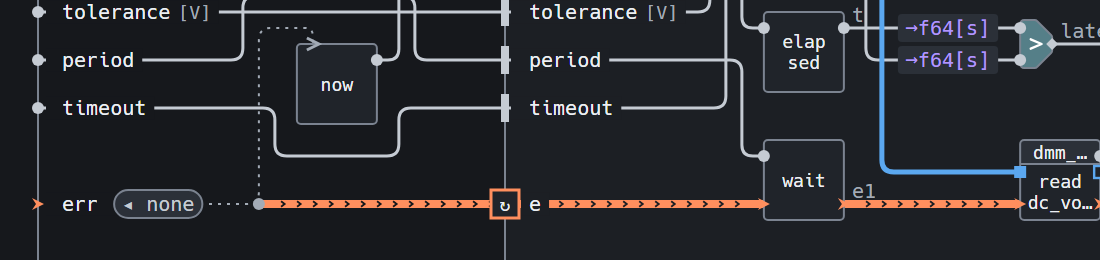 tolerance [V]
period
timeout
err
◂ none
now
↻
tolerance [V]
period
timeout
e
elap
sed
t
→f64[s]
→f64[s]
>
late
wait
e1
dmm_…
read
dc_vo…